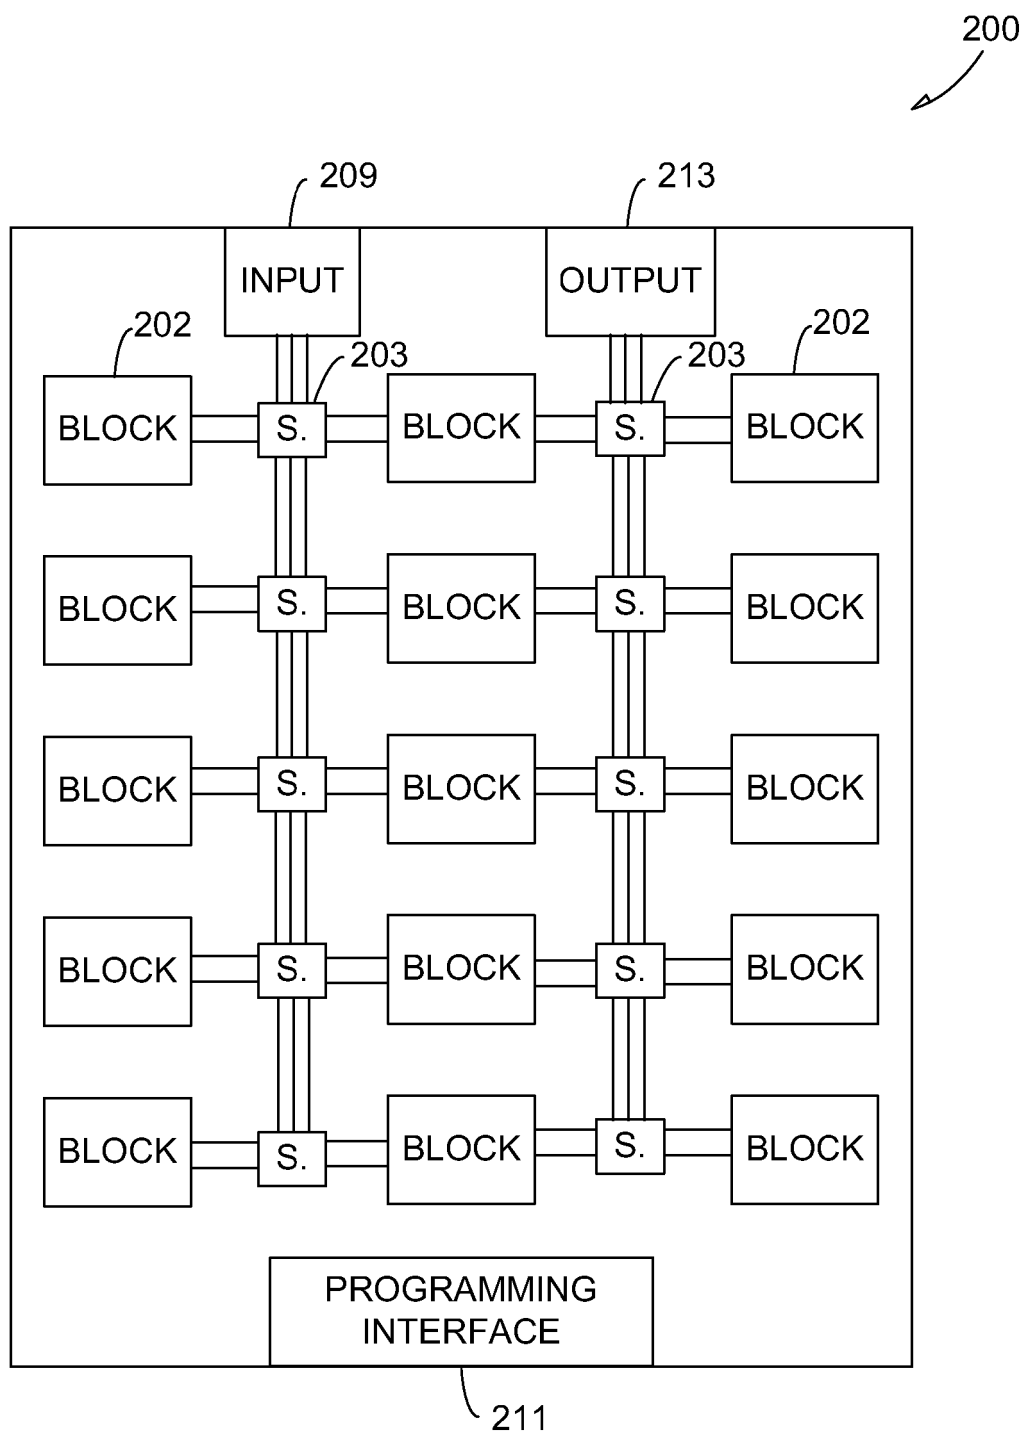 200
209
213
INPUT
OUTPUT
202
203
203
202
BLOCK
S.
BLOCK
S.
BLOCK
BLOCK
S.
BLOCK
S.
BLOCK
BLOCK
S.
BLOCK
S.
BLOCK
BLOCK
S.
BLOCK
S.
BLOCK
BLOCK
S.
BLOCK
S.
BLOCK
PROGRAMMING
INTERFACE
211